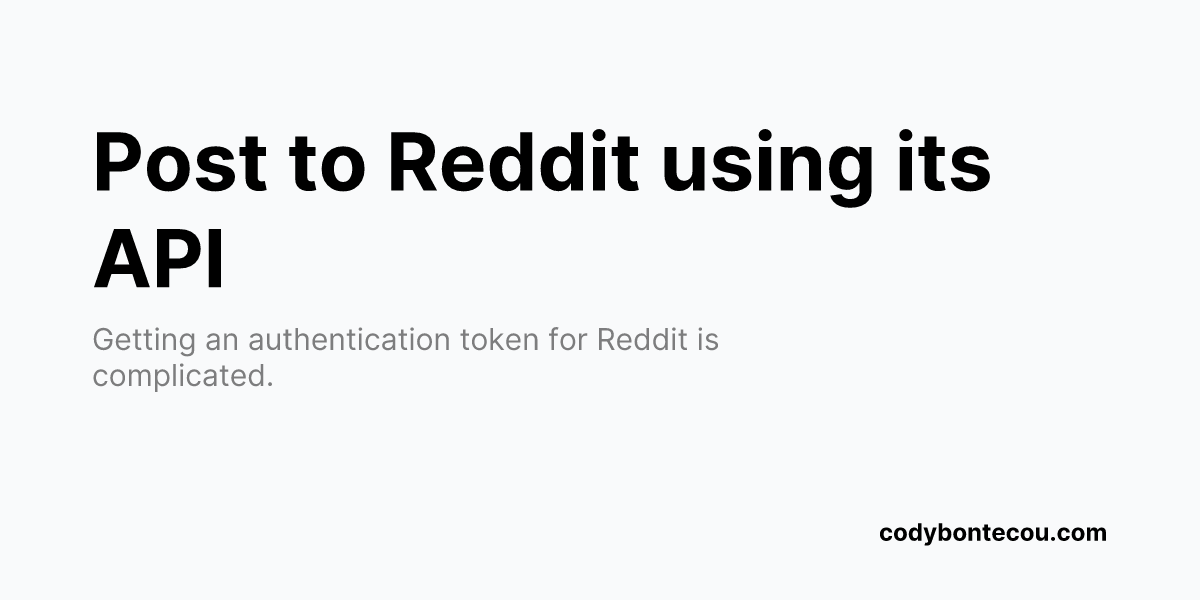 Post to Reddit using its
API
Getting an authentication token for Reddit is
complicated.
codybontecou.com